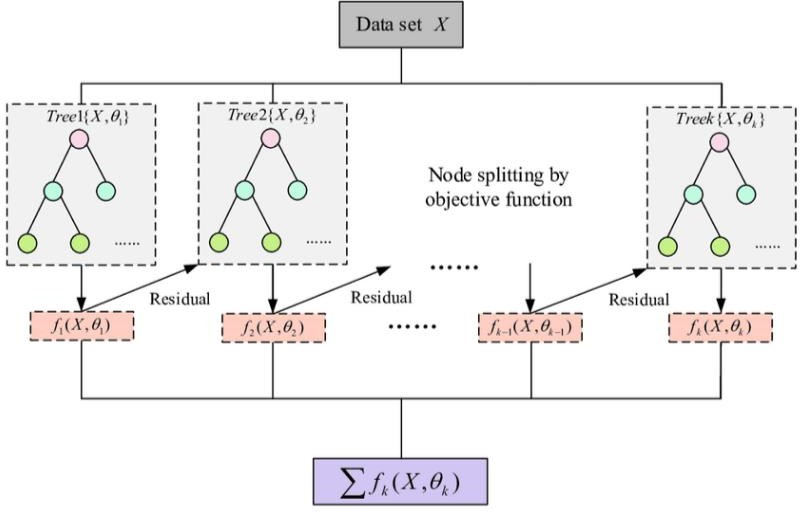 Data set X
Tree1{X,θ₁}
Tree2{X,θ₂}
Treek{X,θₖ}
Node splitting by
objective function
......
......
......
......
Residual
Residual
Residual
f₁(X,θ₁)
f₂(X,θ₂)
......
fₖ₋₁(X,θₖ₋₁)
fₖ(X,θₖ)
∑fₖ(X,θₖ)